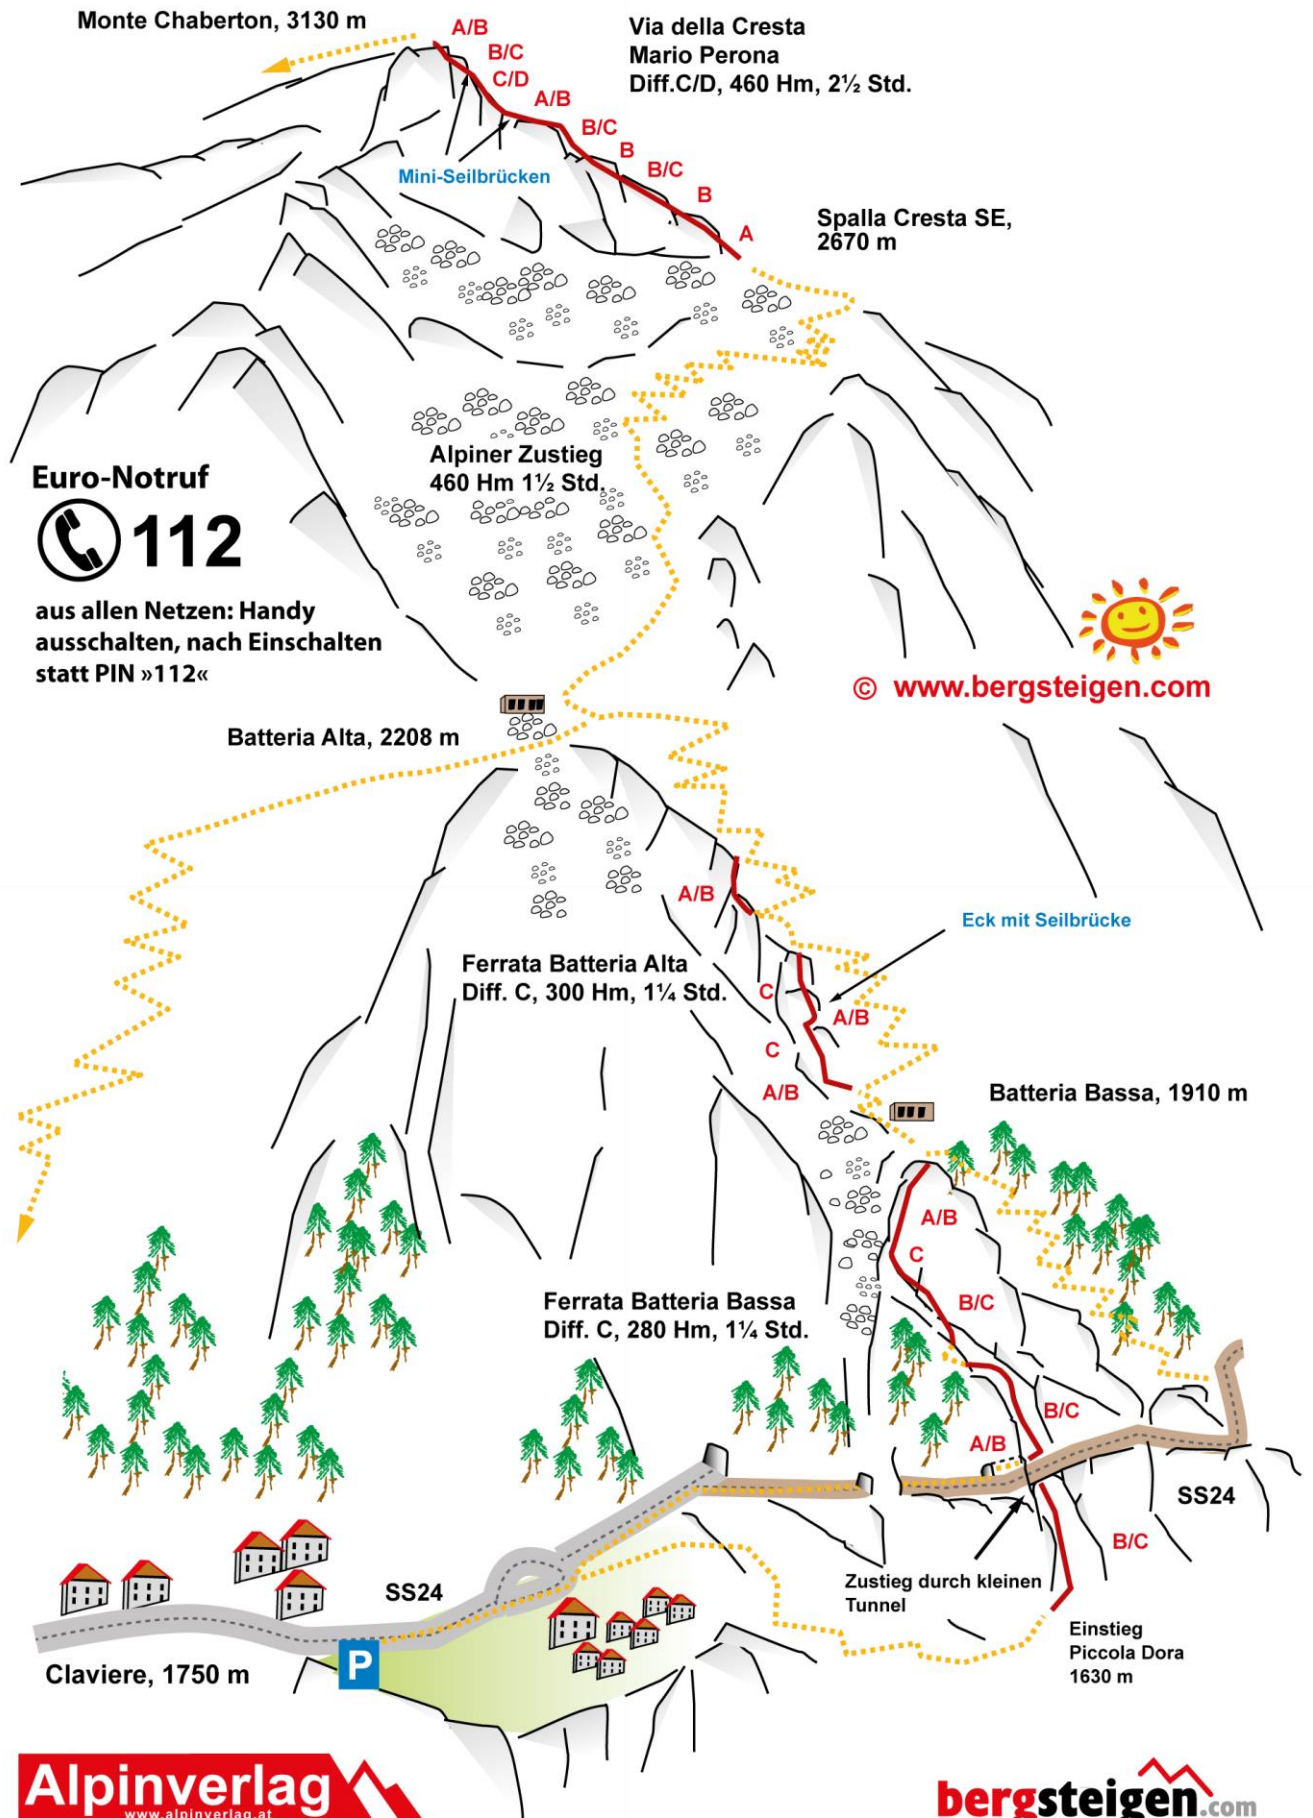 Monte Chaberton, 3130 m
A/B
B/C
C/D
A/B
B/C
B
B/C
B
A
Via della Cresta
Mario Perona
Diff.C/D, 460 Hm, 2½ Std.
Mini-Seilbrücken
Spalla Cresta SE,
2670 m
Alpiner Zustieg
460 Hm 1½ Std.
Euro-Notruf
112
aus allen Netzen: Handy
ausschalten, nach Einschalten
statt PIN »112«
© www.bergsteigen.com
Batteria Alta, 2208 m
A/B
Eck mit Seilbrücke
Ferrata Batteria Alta
Diff. C, 300 Hm, 1¼ Std.
C
A/B
C
A/B
Batteria Bassa, 1910 m
A/B
C
B/C
Ferrata Batteria Bassa
Diff. C, 280 Hm, 1¼ Std.
B/C
A/B
SS24
B/C
Zustieg durch kleinen
Tunnel
SS24
Einstieg
Piccola Dora
1630 m
P
Claviere, 1750 m
Alpinverlag
www.alpinverlag.at
bergsteigen.com